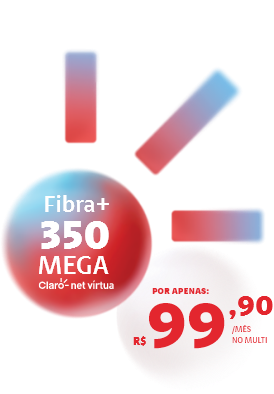 Fibra+
350
MEGA
Claro- net virtua
POR APENAS:
R$ 99,90
/MÊS
NO MULTI